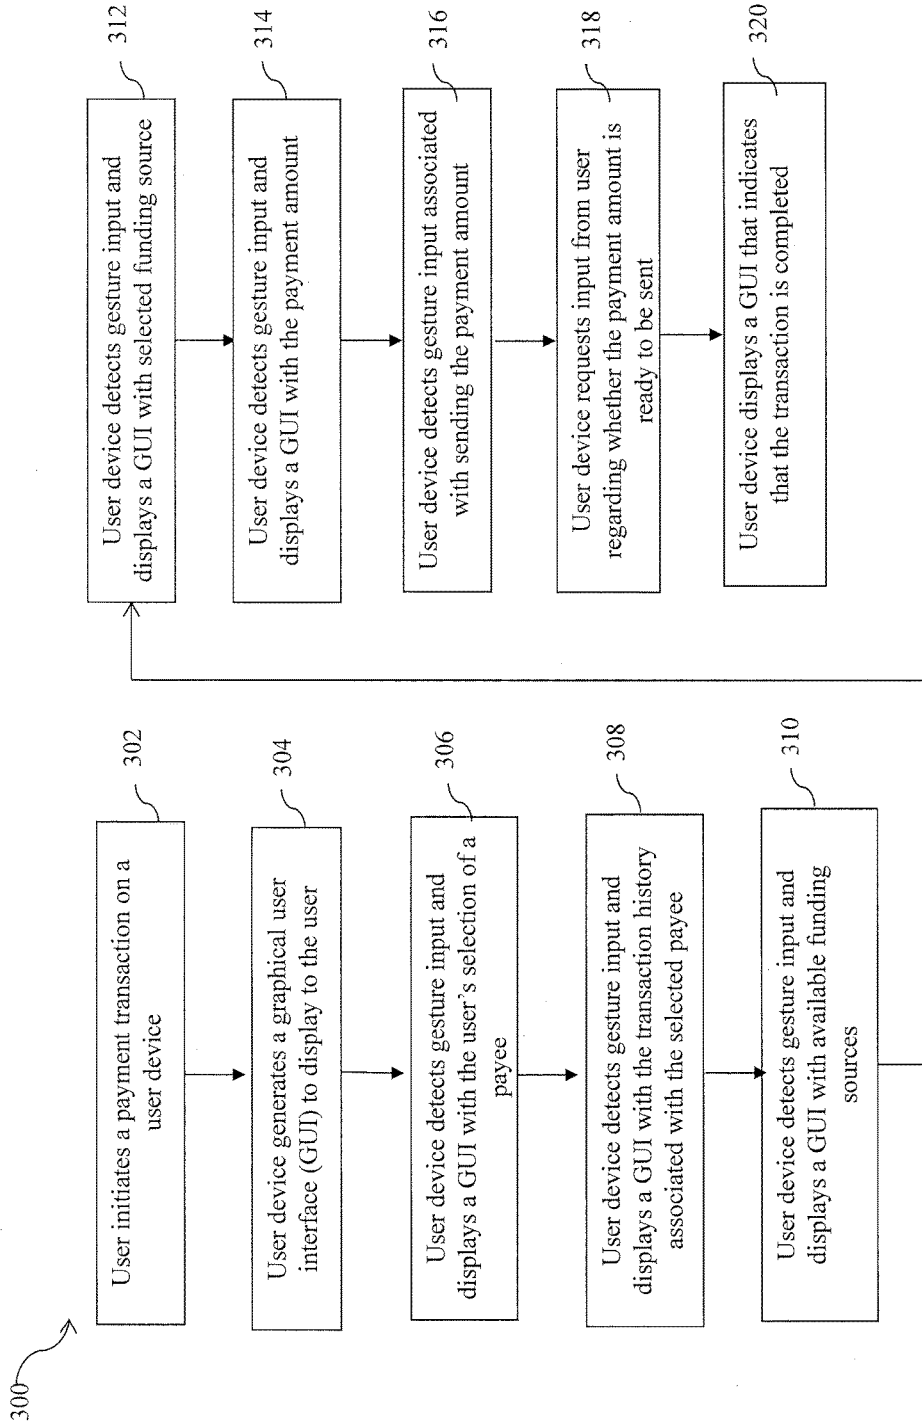 300
User initiates a payment transaction on a
user device
302
User device generates a graphical user
interface (GUI) to display to the user
304
User device detects gesture input and
displays a GUI with the user's selection of a
payee
306
User device detects gesture input and
displays a GUI with the transaction history
associated with the selected payee
308
User device detects gesture input and
displays a GUI with available funding
sources
310
User device detects gesture input and
displays a GUI with selected funding source
312
User device detects gesture input and
displays a GUI with the payment amount
314
User device detects gesture input associated
with sending the payment amount
316
User device requests input from user
regarding whether the payment amount is
ready to be sent
318
User device displays a GUI that indicates
that the transaction is completed
320